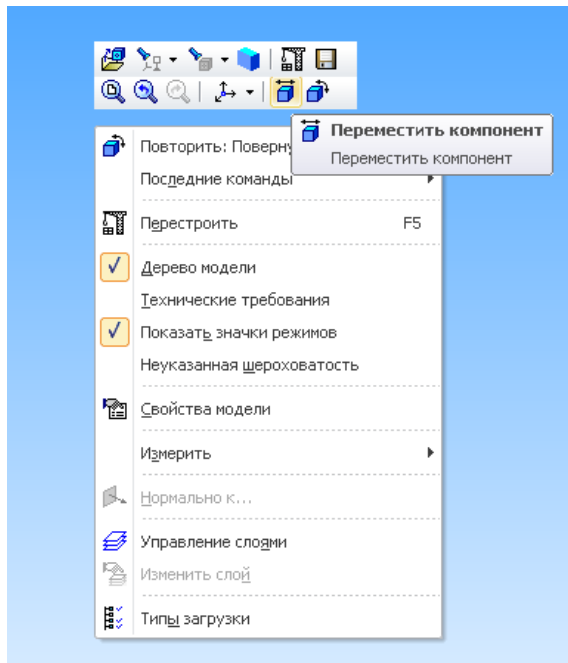 Переместить компонент
Переместить компонент
Повторить:
Последние команды
Перестроить F5
Дерево модели
Технические требования
Показать значки режимов
Неуказанная шероховатость
Свойства модели
Измерить
Нормально к...
Управление слоями
Изменить слой
Типы загрузки